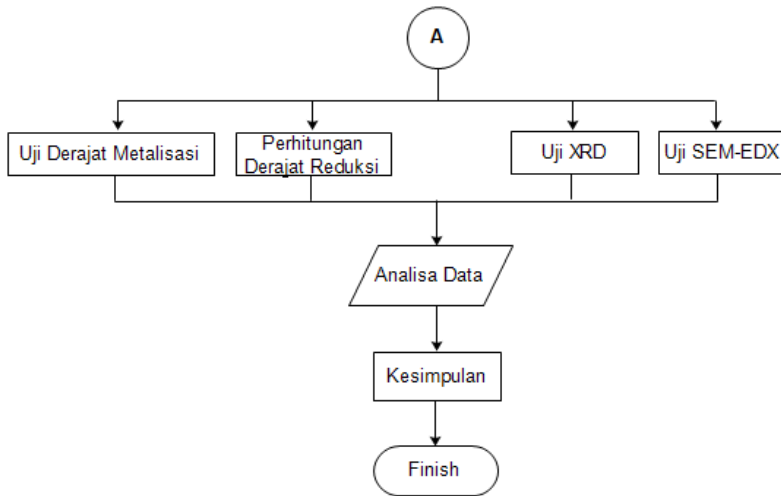 A
Uji Derajat Metalisasi
Perhitungan
Derajat Reduksi
Uji XRD
Uji SEM-EDX
Analisa Data
Kesimpulan
Finish